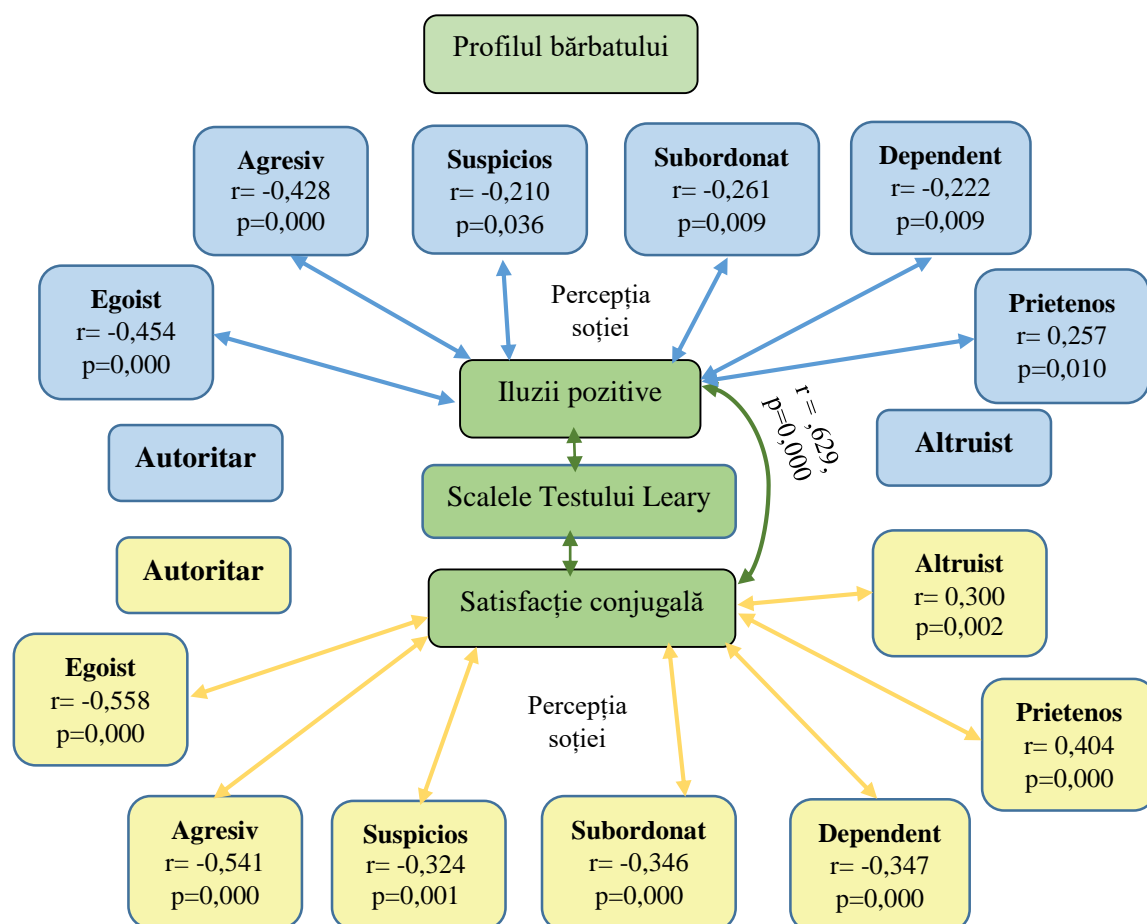 Profilul bărbatului
Agresiv
r= -0,428
p=0,000
Suspicios
r= -0,210
p=0,036
Subordonat
r= -0,261
p=0,009
Dependent
r= -0,222
p=0,009
Egoist
r= -0,454
p=0,000
Percepția
soției
Prietenos
r= 0,257
p=0,010
Iluzii pozitive
r = ,629,
p=0,000
Autoritar
Altruist
Scalele Testului Leary
Autoritar
Altruist
r= 0,300
p=0,002
Satisfacție conjugală
Egoist
r= -0,558
p=0,000
Percepția
soției
Prietenos
r= 0,404
p=0,000
Agresiv
r= -0,541
p=0,000
Suspicios
r= -0,324
p=0,001
Subordonat
r= -0,346
p=0,000
Dependent
r= -0,347
p=0,000